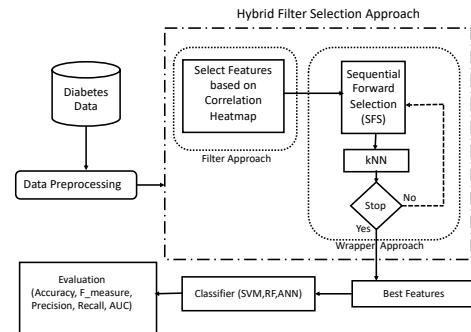 Hybrid Filter Selection Approach
Diabetes
Data
Select Features
based on
Correlation
Heatmap
Filter Approach
Sequential
Forward
Selection
(SFS)
kNN
Stop
No
Yes
Wrapper Approach
Data Preprocessing
Evaluation
(Accuracy, F_measure,
Precision, Recall, AUC)
Classifier (SVM,RF,ANN)
Best Features